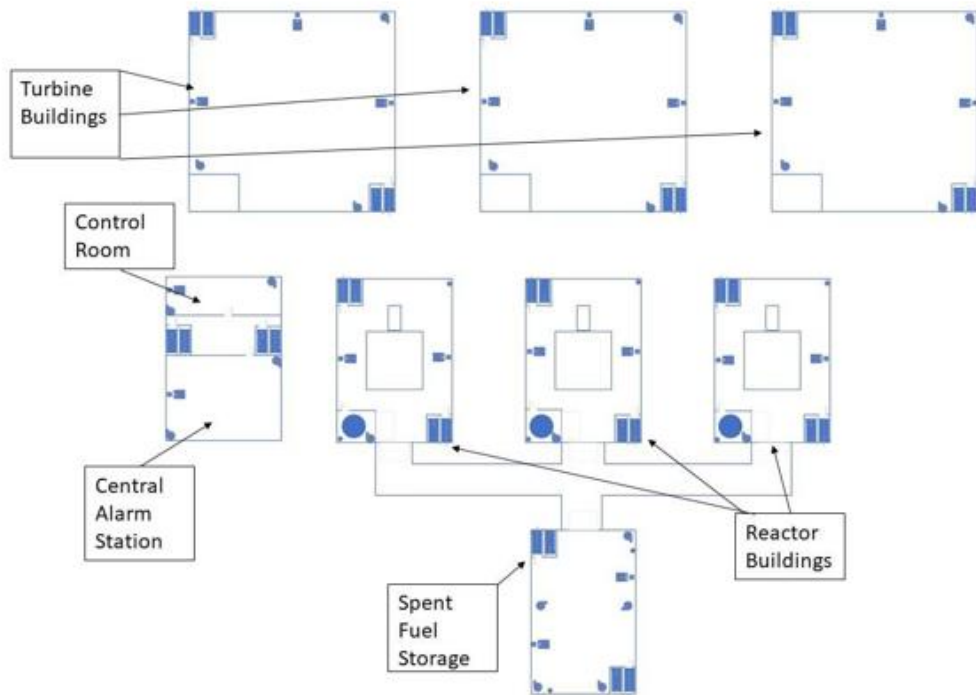 Turbine
Buildings
Control
Room
Central
Alarm
Station
Reactor
Buildings
Spent
Fuel
Storage